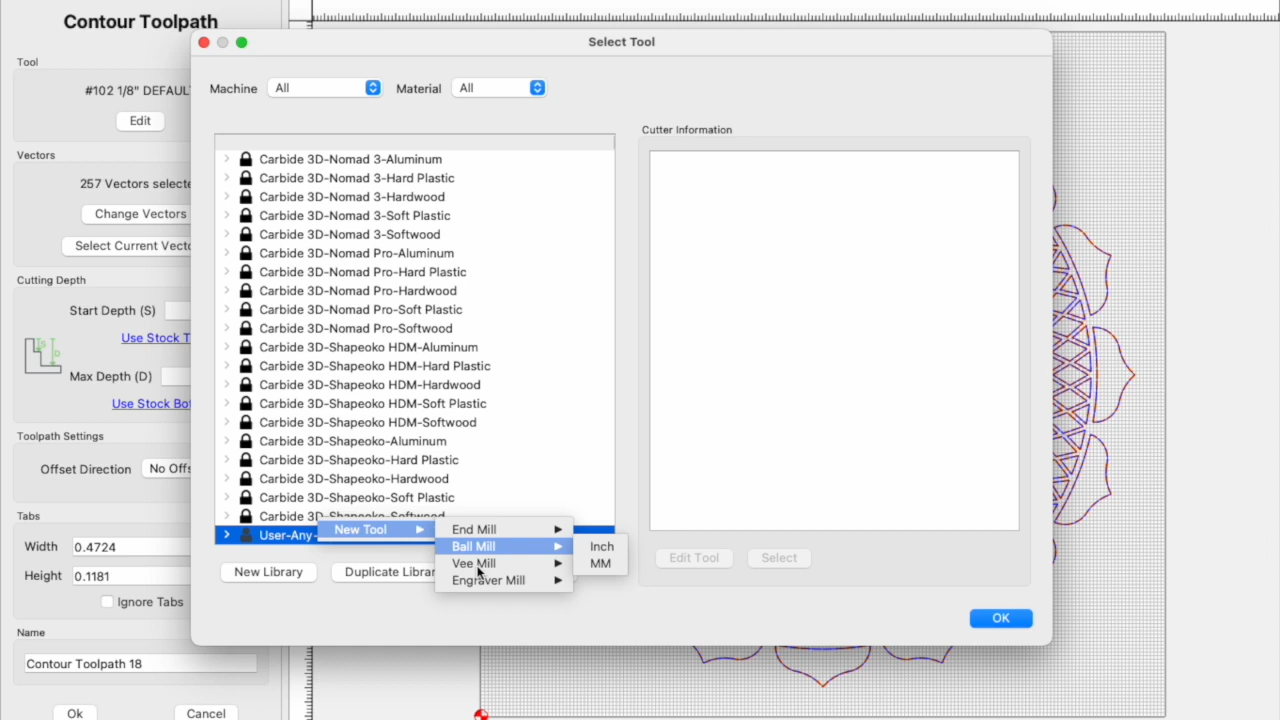 Contour Toolpath
Tool
#102 1/8" DEFAUL
Edit
Vectors
257 Vectors selecte
Change Vectors
Select Current Vecto
Cutting Depth
Start Depth (S)
Use Stock T
S
D
Max Depth (D)
Use Stock Bot
Toolpath Settings
Offset Direction
No Offs
Tabs
Width
0.4724
Height
0.1181
Ignore Tabs
Name
Contour Toolpath 18
Ok
Cancel
Select Tool
Machine
All
Material
All
Carbide 3D-Nomad 3-Aluminum
Carbide 3D-Nomad 3-Hard Plastic
Carbide 3D-Nomad 3-Hardwood
Carbide 3D-Nomad 3-Soft Plastic
Carbide 3D-Nomad 3-Softwood
Carbide 3D-Nomad Pro-Aluminum
Carbide 3D-Nomad Pro-Hard Plastic
Carbide 3D-Nomad Pro-Hardwood
Carbide 3D-Nomad Pro-Soft Plastic
Carbide 3D-Nomad Pro-Softwood
Carbide 3D-Shapeoko HDM-Aluminum
Carbide 3D-Shapeoko HDM-Hard Plastic
Carbide 3D-Shapeoko HDM-Hardwood
Carbide 3D-Shapeoko HDM-Soft Plastic
Carbide 3D-Shapeoko HDM-Softwood
Carbide 3D-Shapeoko-Aluminum
Carbide 3D-Shapeoko-Hard Plastic
Carbide 3D-Shapeoko-Hardwood
Carbide 3D-Shapeoko-Soft Plastic
Carbide 3D-Shapeoko-Softwood
User-Any-
New Tool
End Mill
Ball Mill
Vee Mill
Engraver Mill
Inch
MM
New Library
Duplicate Librar
Cutter Information
Edit Tool
Select
OK